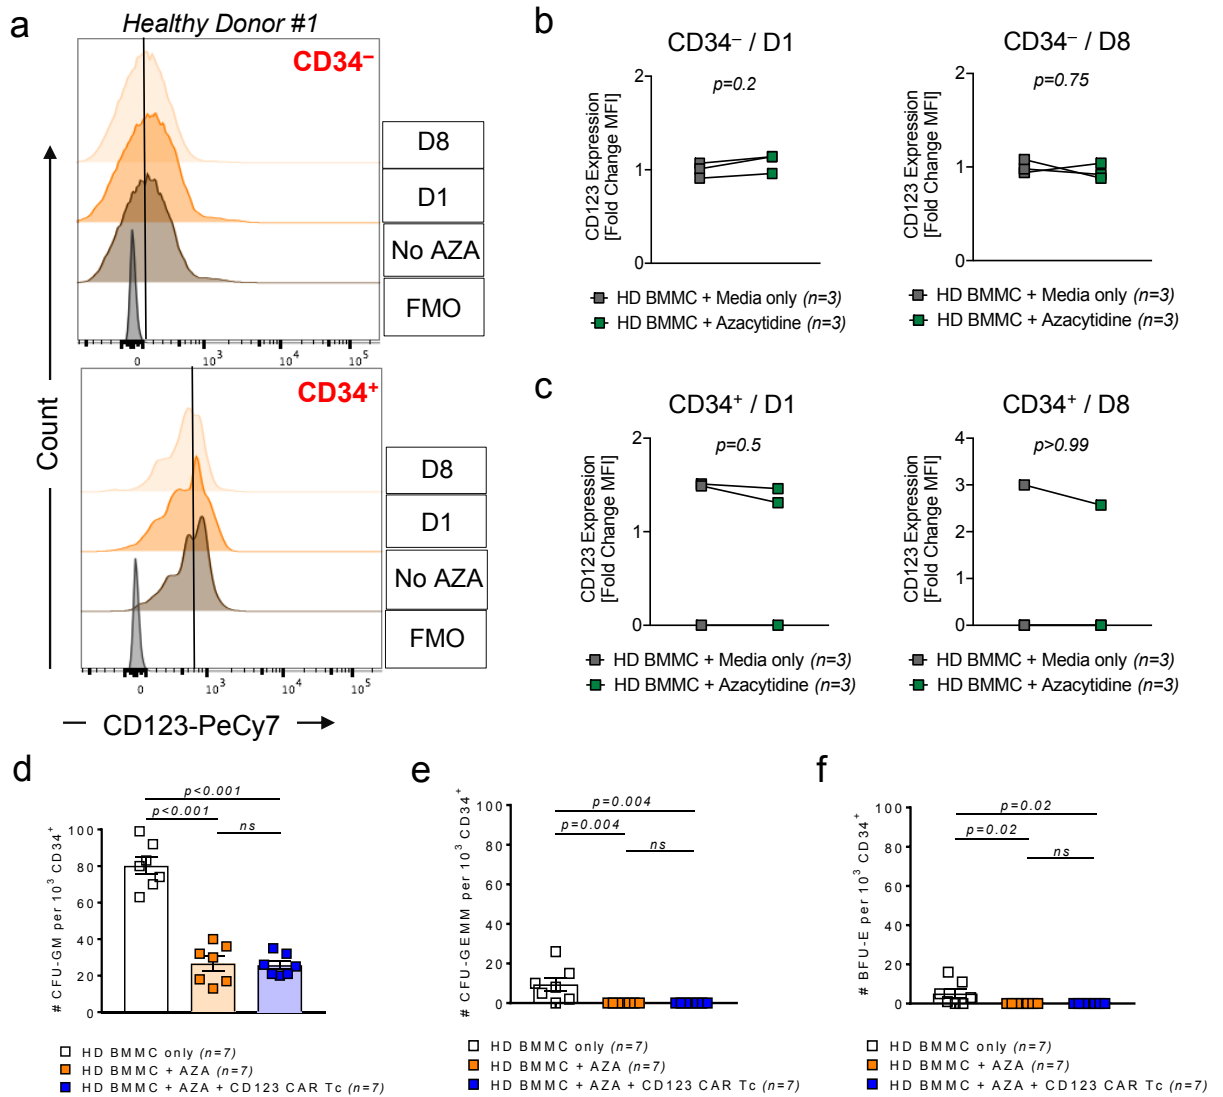 a
Healthy Donor #1
CD34–
D8
D1
No AZA
FMO
0
10³
10⁴
10⁵
CD34+
D8
D1
No AZA
FMO
0
10³
10⁴
10⁵
Count
CD123-PeCy7
b
CD34– / D1
p=0.2
2
1
0
CD123 Expression
[Fold Change MFI]
HD BMMC + Media only (n=3)
HD BMMC + Azacytidine (n=3)
CD34– / D8
p=0.75
2
1
0
CD123 Expression
[Fold Change MFI]
HD BMMC + Media only (n=3)
HD BMMC + Azacytidine (n=3)
c
CD34+ / D1
p=0.5
2
1
0
CD123 Expression
[Fold Change MFI]
HD BMMC + Media only (n=3)
HD BMMC + Azacytidine (n=3)
CD34+ / D8
p>0.99
4
3
2
1
0
CD123 Expression
[Fold Change MFI]
HD BMMC + Media only (n=3)
HD BMMC + Azacytidine (n=3)
d
p<0.001
p<0.001
ns
100
80
60
40
20
0
# CFU-GM per 10³ CD34+
HD BMMC only (n=7)
HD BMMC + AZA (n=7)
HD BMMC + AZA + CD123 CAR Tc (n=7)
e
p=0.004
p=0.004
ns
100
80
60
40
20
0
# CFU-GEMM per 10³ CD34+
HD BMMC only (n=7)
HD BMMC + AZA (n=7)
HD BMMC + AZA + CD123 CAR Tc (n=7)
f
p=0.02
p=0.02
ns
100
80
60
40
20
0
# BFU-E per 10³ CD34+
HD BMMC only (n=7)
HD BMMC + AZA (n=7)
HD BMMC + AZA + CD123 CAR Tc (n=7)